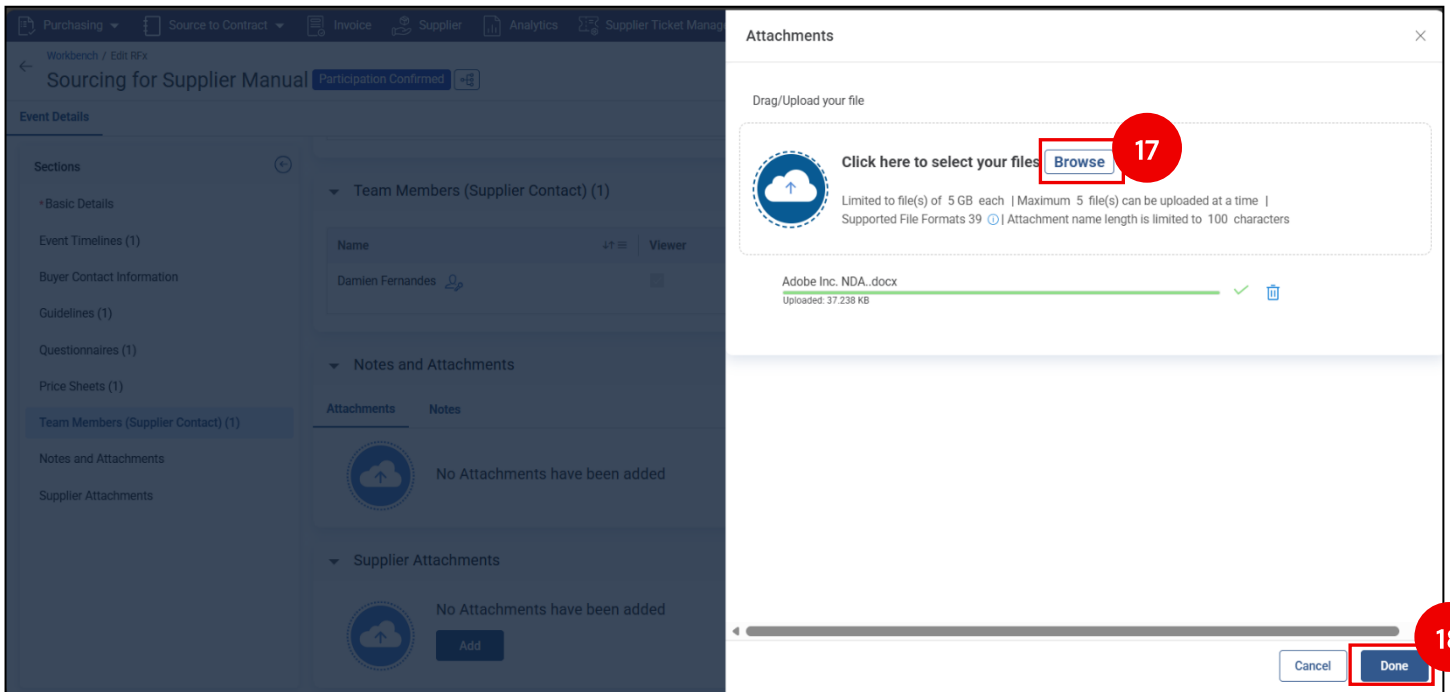 Purchasing
Source to Contract
Invoice
Supplier
Analytics
Supplier Ticket Manag
Workbench / Edit RFx
Sourcing for Supplier Manual
Participation Confirmed
Event Details
Sections
*Basic Details
Event Timelines (1)
Buyer Contact Information
Guidelines (1)
Questionnaires (1)
Price Sheets (1)
Team Members (Supplier Contact) (1)
Notes and Attachments
Supplier Attachments
Team Members (Supplier Contact) (1)
Name Viewer
Damien Fernandes
Notes and Attachments
Attachments Notes
No Attachments have been added
Supplier Attachments
No Attachments have been added
Add
Attachments
Drag/Upload your file
Click here to select your files Browse
17
Limited to file(s) of 5 GB each | Maximum 5 file(s) can be uploaded at a time |
Supported File Formats 39 | Attachment name length is limited to 100 characters
Adobe Inc. NDA..docx
Uploaded: 37.238 KB
Cancel
Done
18